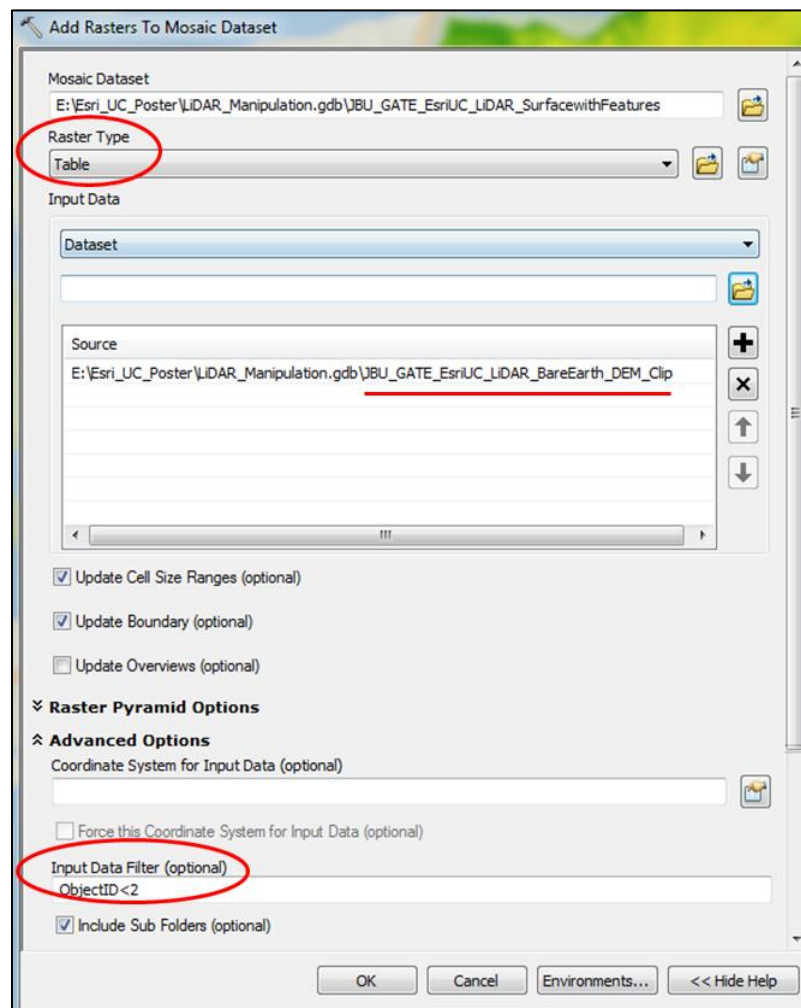 Add Rasters To Mosaic Dataset
Mosaic Dataset
E:\Esri_UC_Poster\LiDAR_Manipulation.gdb\JBU_GATE_EsriUC_LiDAR_SurfacewithFeatures
Raster Type
Table
Input Data
Dataset
Source
E:\Esri_UC_Poster\LiDAR_Manipulation.gdb\JBU_GATE_EsriUC_LiDAR_BareEarth_DEM_Clip
Update Cell Size Ranges (optional)
Update Boundary (optional)
Update Overviews (optional)
Raster Pyramid Options
Advanced Options
Coordinate System for Input Data (optional)
Force this Coordinate System for Input Data (optional)
Input Data Filter (optional)
ObjectID<2
Include Sub Folders (optional)
OK Cancel Environments... << Hide Help